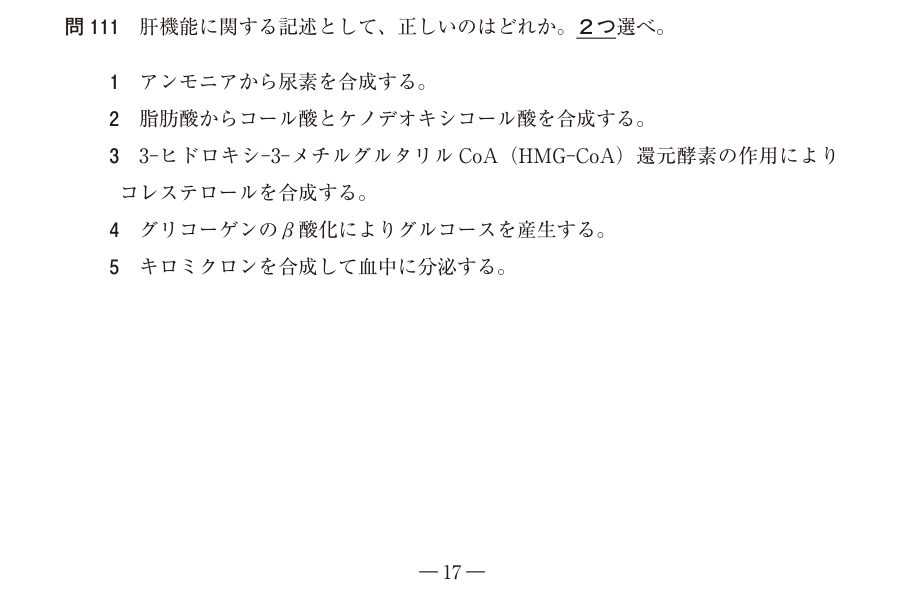 問 111　肝機能に関する記述として、正しいのはどれか。2つ選べ。
1　アンモニアから尿素を合成する。
2　脂肪酸からコール酸とケノデオキシコール酸を合成する。
3　3-ヒドロキシ-3-メチルグルタリル CoA（HMG-CoA）還元酵素の作用により
コレステロールを合成する。
4　グリコーゲンのβ酸化によりグルコースを産生する。
5　キロミクロンを合成して血中に分泌する。
― 17 ―